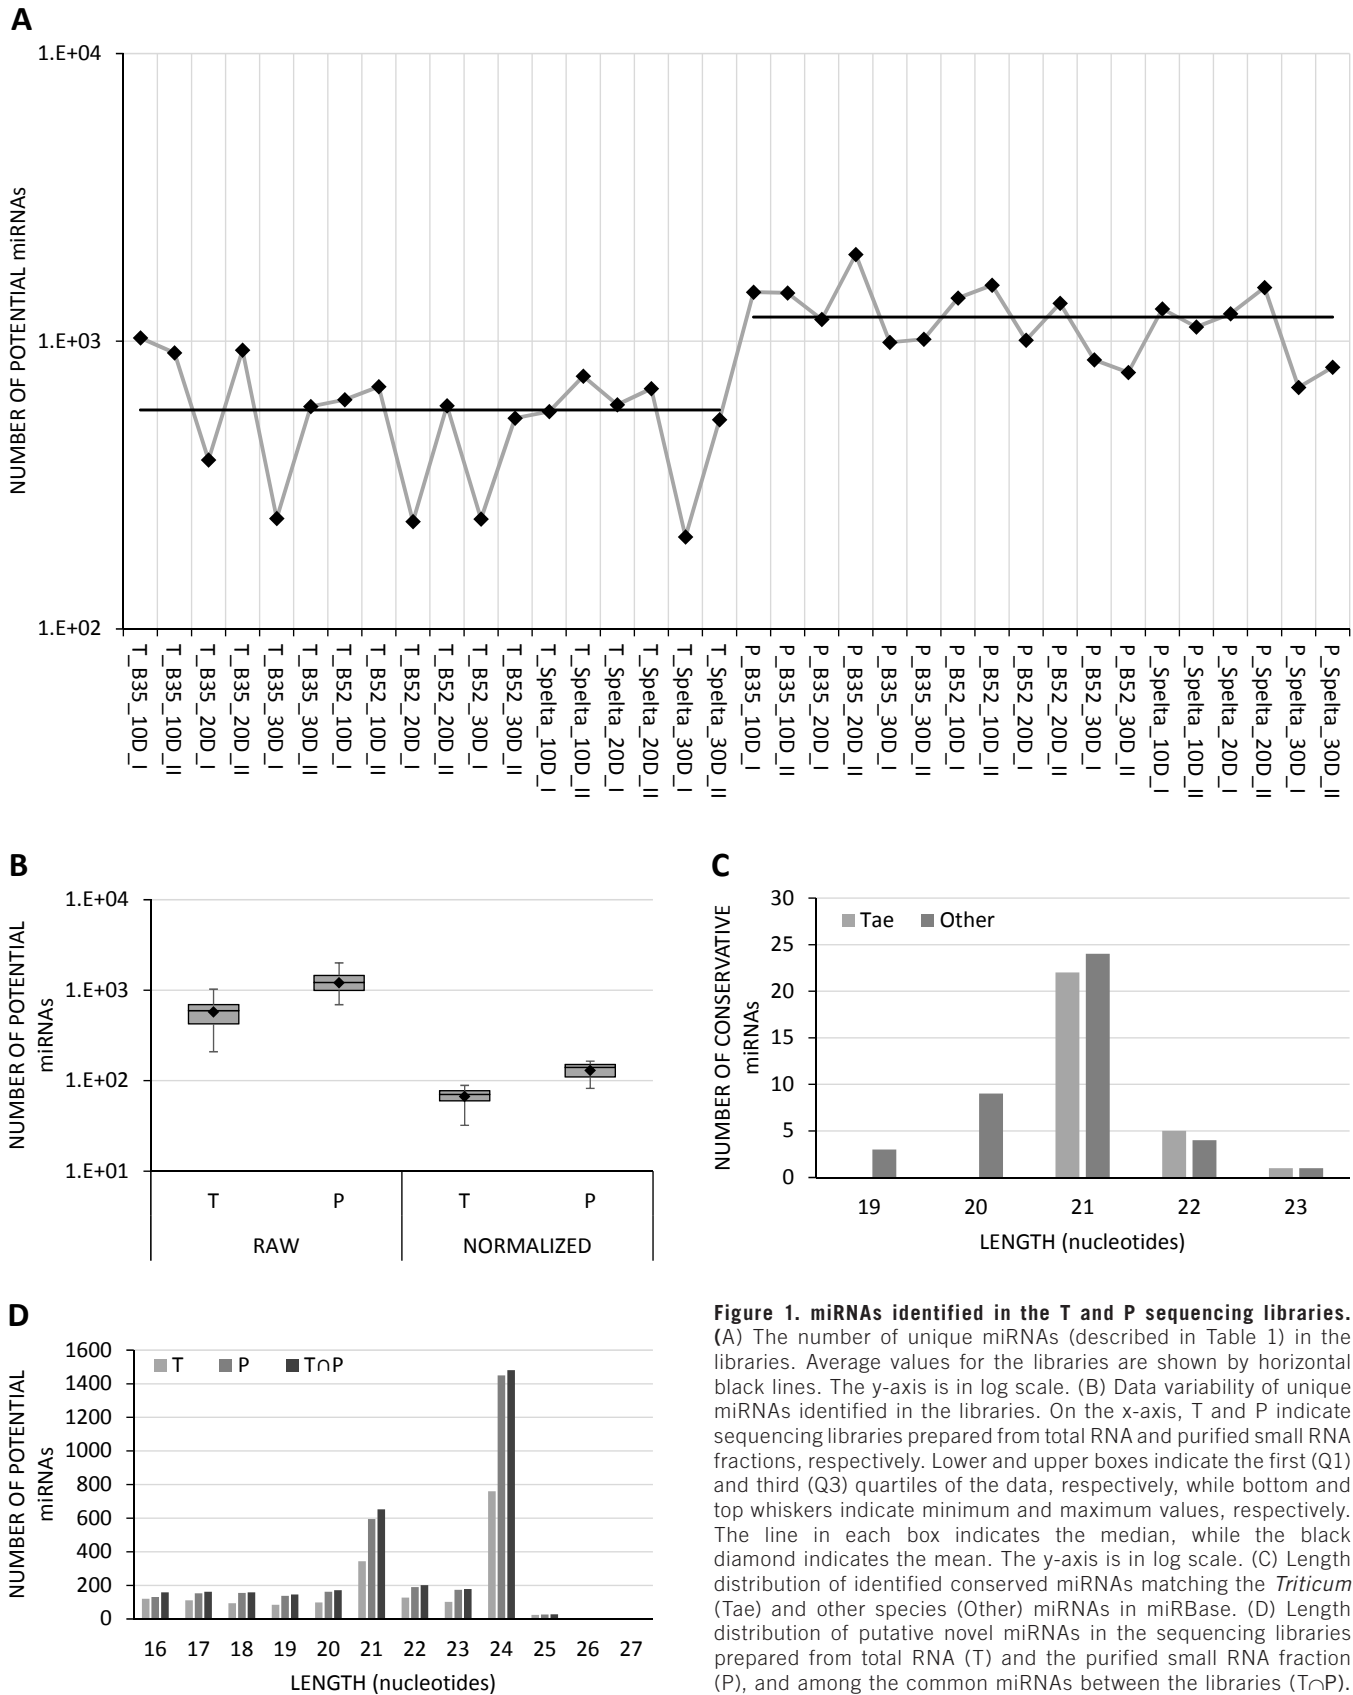 A
NUMBER OF POTENTIAL miRNAs
1.E+04
1.E+03
1.E+02
T_B35_10D_I
T_B35_10D_II
T_B35_20D_I
T_B35_20D_II
T_B35_30D_I
T_B35_30D_II
T_B52_10D_I
T_B52_10D_II
T_B52_20D_I
T_B52_20D_II
T_B52_30D_I
T_B52_30D_II
T_Spelta_10D_I
T_Spelta_10D_II
T_Spelta_20D_I
T_Spelta_20D_II
T_Spelta_30D_I
T_Spelta_30D_II
P_B35_10D_I
P_B35_10D_II
P_B35_20D_I
P_B35_20D_II
P_B35_30D_I
P_B35_30D_II
P_B52_10D_I
P_B52_10D_II
P_B52_20D_I
P_B52_20D_II
P_B52_30D_I
P_B52_30D_II
P_Spelta_10D_I
P_Spelta_10D_II
P_Spelta_20D_I
P_Spelta_20D_II
P_Spelta_30D_I
P_Spelta_30D_II
B
NUMBER OF POTENTIAL
miRNAs
1.E+04
1.E+03
1.E+02
1.E+01
T P T P
RAW NORMALIZED
C
NUMBER OF CONSERVATIVE
miRNAs
30
25
20
15
10
5
0
Tae Other
19 20 21 22 23
LENGTH (nucleotides)
D
NUMBER OF POTENTIAL
miRNAs
1600
1400
1200
1000
800
600
400
200
0
T P T∩P
16 17 18 19 20 21 22 23 24 25 26 27
LENGTH (nucleotides)
Figure 1. miRNAs identified in the T and P sequencing libraries.
(A) The number of unique miRNAs (described in Table 1) in the
libraries. Average values for the libraries are shown by horizontal
black lines. The y-axis is in log scale. (B) Data variability of unique
miRNAs identified in the libraries. On the x-axis, T and P indicate
sequencing libraries prepared from total RNA and purified small RNA
fractions, respectively. Lower and upper boxes indicate the first (Q1)
and third (Q3) quartiles of the data, respectively, while bottom and
top whiskers indicate minimum and maximum values, respectively.
The line in each box indicates the median, while the black
diamond indicates the mean. The y-axis is in log scale. (C) Length
distribution of identified conserved miRNAs matching the Triticum
(Tae) and other species (Other) miRNAs in miRBase. (D) Length
distribution of putative novel miRNAs in the sequencing libraries
prepared from total RNA (T) and the purified small RNA fraction
(P), and among the common miRNAs between the libraries (T∩P).